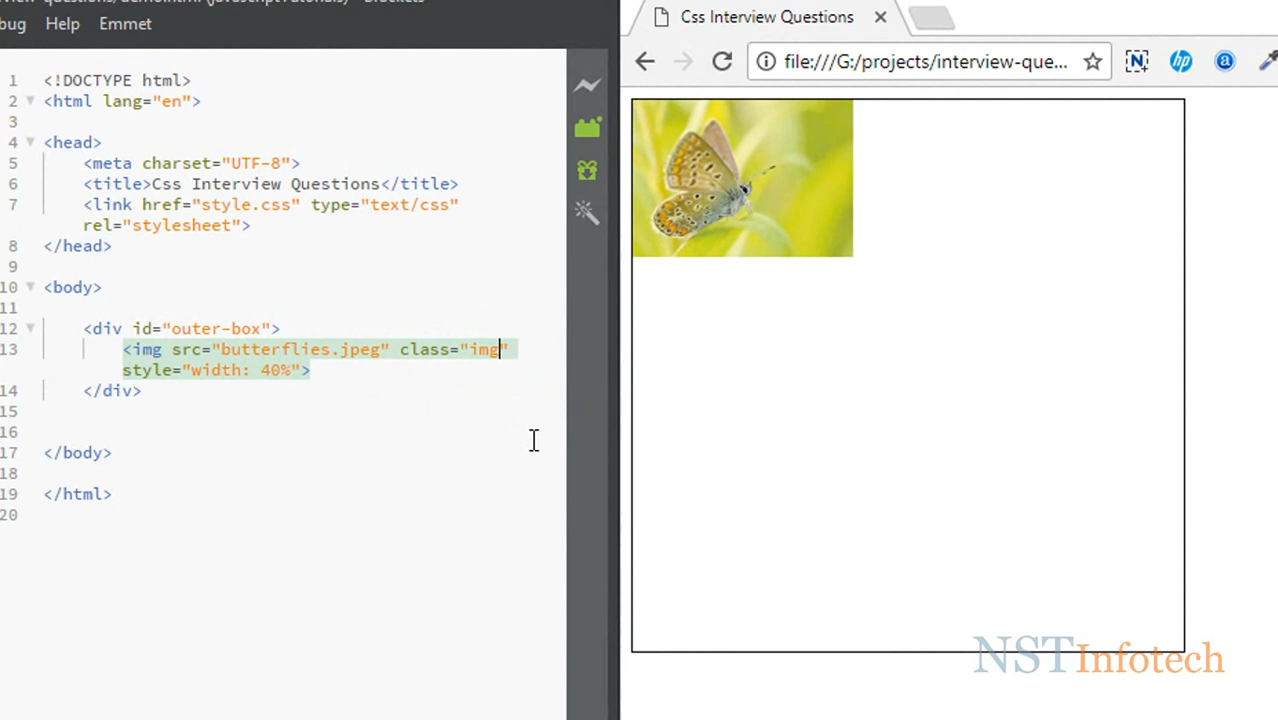 bug Help Emmet
Css Interview Questions
file:///G:/projects/interview-que...
1 <!DOCTYPE html>
2 <html lang="en">
3
4 <head>
5 <meta charset="UTF-8">
6 <title>Css Interview Questions</title>
7 <link href="style.css" type="text/css"
rel="stylesheet">
8 </head>
9
10 <body>
11
12 <div id="outer-box">
13 <img src="butterflies.jpeg" class="img"
style="width: 40%">
14 </div>
15
16
17 </body>
18
19 </html>
20
NSTInfotech